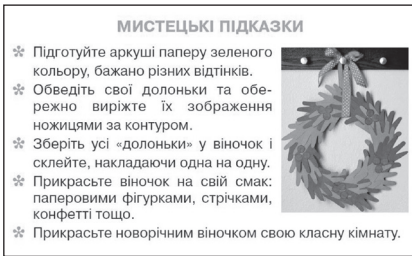 МИСТЕЦЬКІ ПІДКАЗКИ
Підготуйте аркуші паперу зеленого
кольору, бажано різних відтінків.
Обведіть свої долоньки та обе-
режно виріжте їх зображення
ножицями за контуром.
Зберіть усі «долоньки» у віночок і
склейте, накладаючи одна на одну.
Прикрасьте віночок на свій смак:
паперовими фігурками, стрічками,
конфетті тощо.
Прикрасьте новорічним віночком свою класну кімнату.